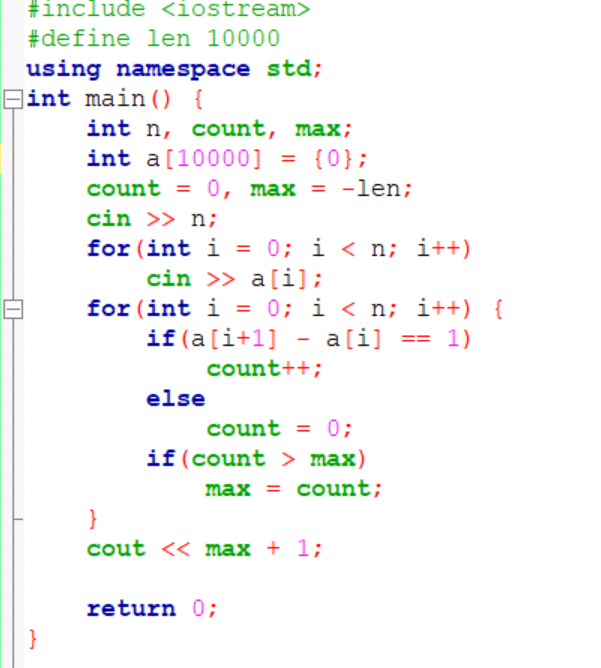 #include <iostream>
#define len 10000
using namespace std;
int main() {
    int n, count, max;
    int a[10000] = {0};
    count = 0, max = -len;
    cin >> n;
    for(int i = 0; i < n; i++)
        cin >> a[i];
    for(int i = 0; i < n; i++) {
        if(a[i+1] - a[i] == 1)
            count++;
        else
            count = 0;
        if(count > max)
            max = count;
    }
    cout << max + 1;
    return 0;
}